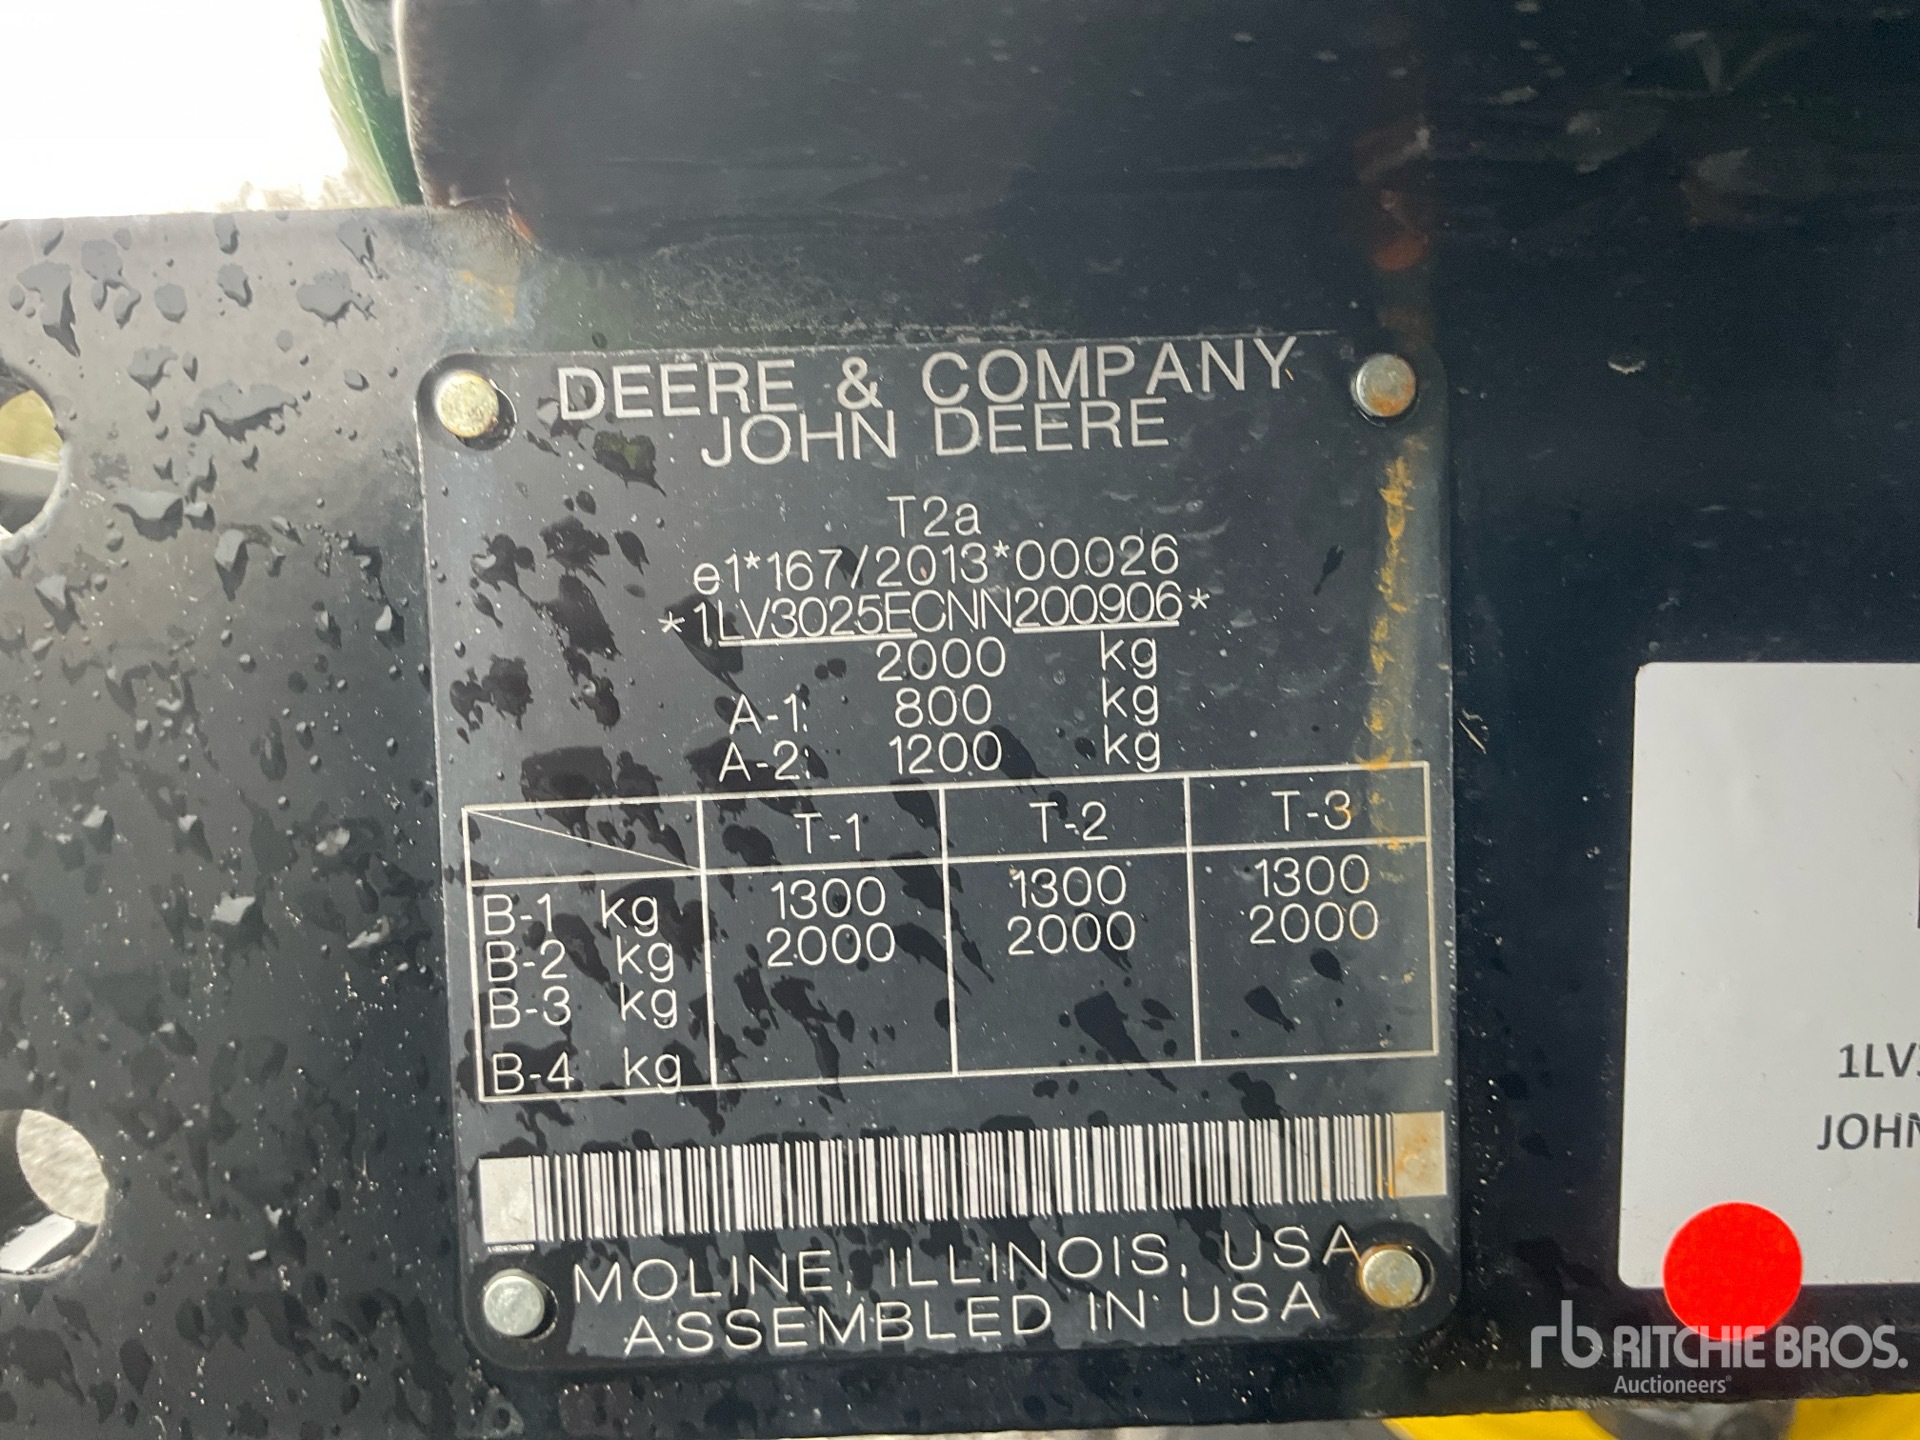 DEERE & COMPANY
JOHN DEERE
T2a
e1*167/2013*00026
*1LV3025ECNN200906*
2000 kg
A-1: 800 kg
A-2: 1200 kg
T-1 T-2 T-3
B-1 kg 1300 1300 1300
B-2 kg 2000 2000 2000
B-3 kg
B-4 kg
MOLINE, ILLINOIS, USA
ASSEMBLED IN USA
1LV
JOHN
rb RITCHIE BROS.
Auctioneers